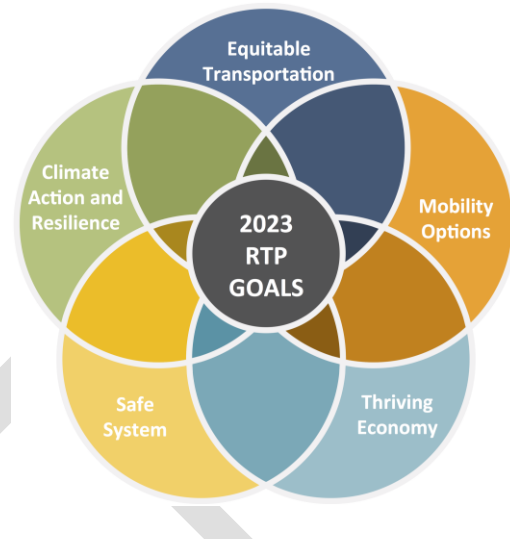 Equitable
Transportation
Climate
Action and
Resilience
Mobility
Options
2023
RTP
GOALS
Safe
System
Thriving
Economy